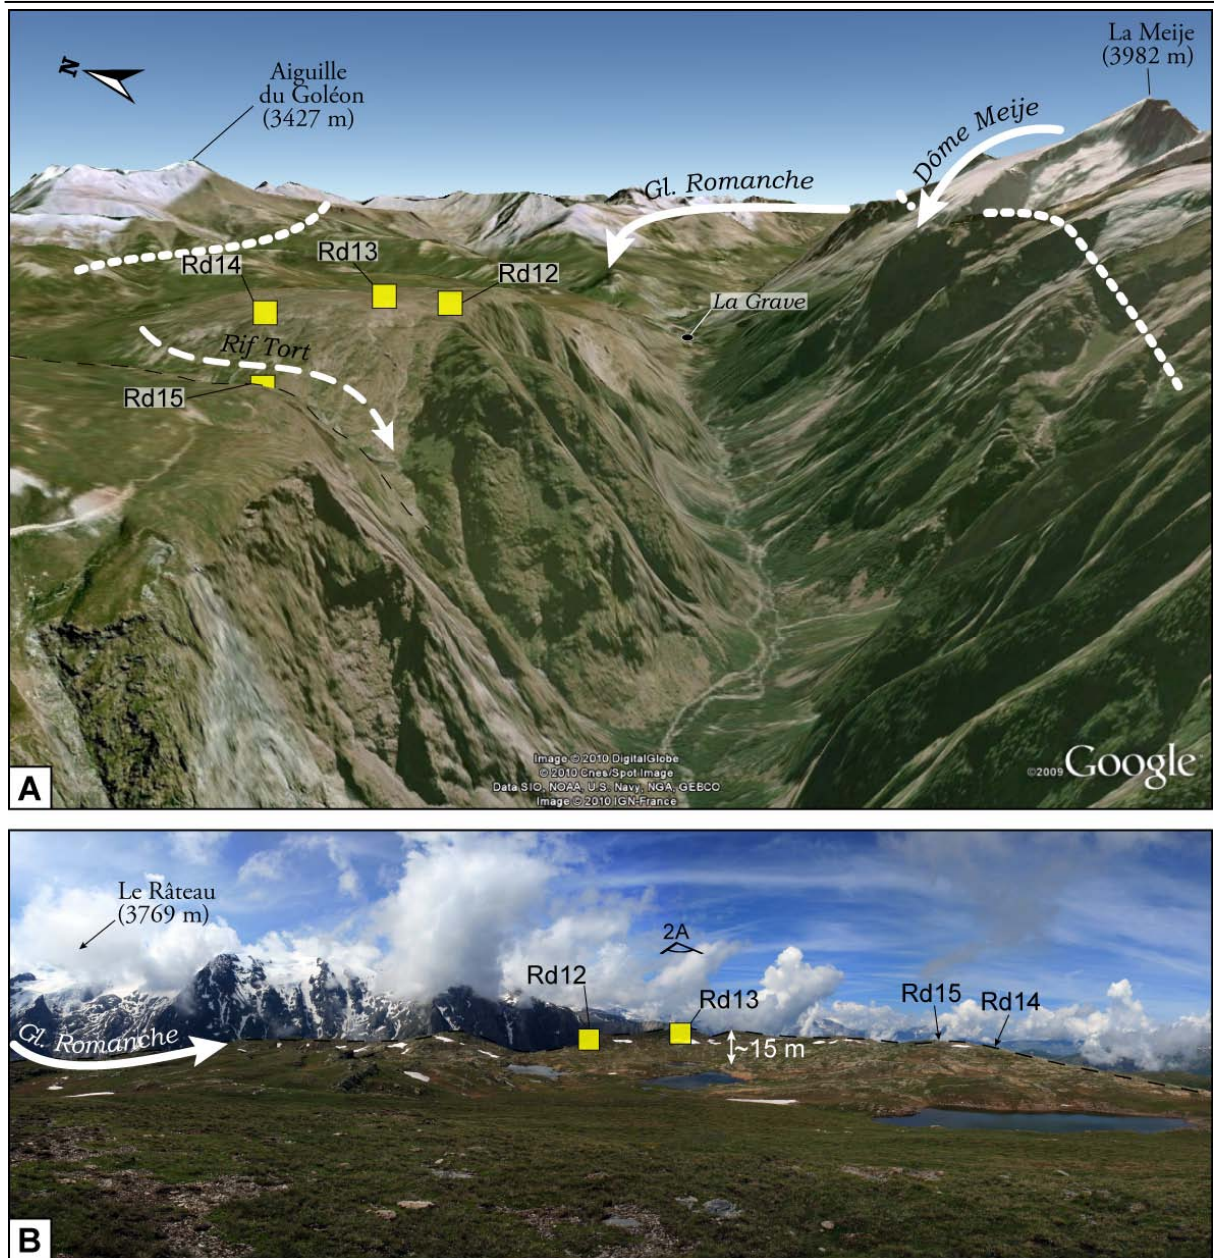 N
Aiguille
du Goléon
(3427 m)
La Meije
(3982 m)
Dôme Meije
Gl. Romanche
Rd14
Rd13
Rd12
La Grave
Rif Tort
Rd15
Image © 2010 DigitalGlobe
© 2010 Cnes/Spot Image
Data SIO, NOAA, U.S. Navy, NGA, GEBCO
Image © 2010 IGN-France
©2009 Google
A
Le Râteau
(3769 m)
2A
Rd12
Rd13
Rd15
Rd14
Gl. Romanche
~15 m
B